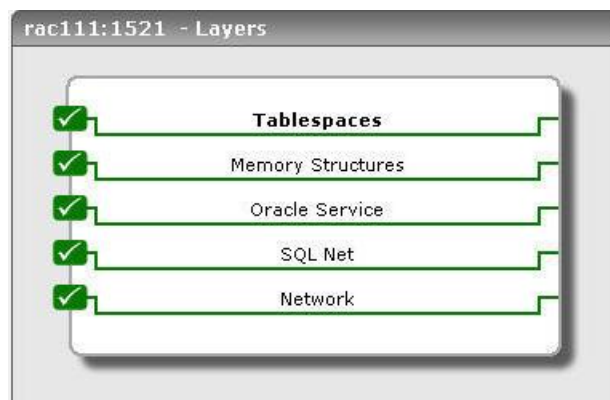 rac111:1521 - Layers
Tablespaces
Memory Structures
Oracle Service
SQL Net
Network